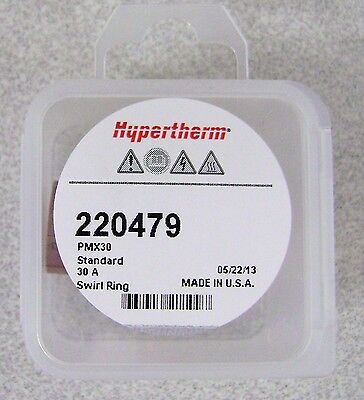 Hypertherm®
220479
PMX30
Standard
30 A 05/22/13
Swirl Ring MADE IN U.S.A.